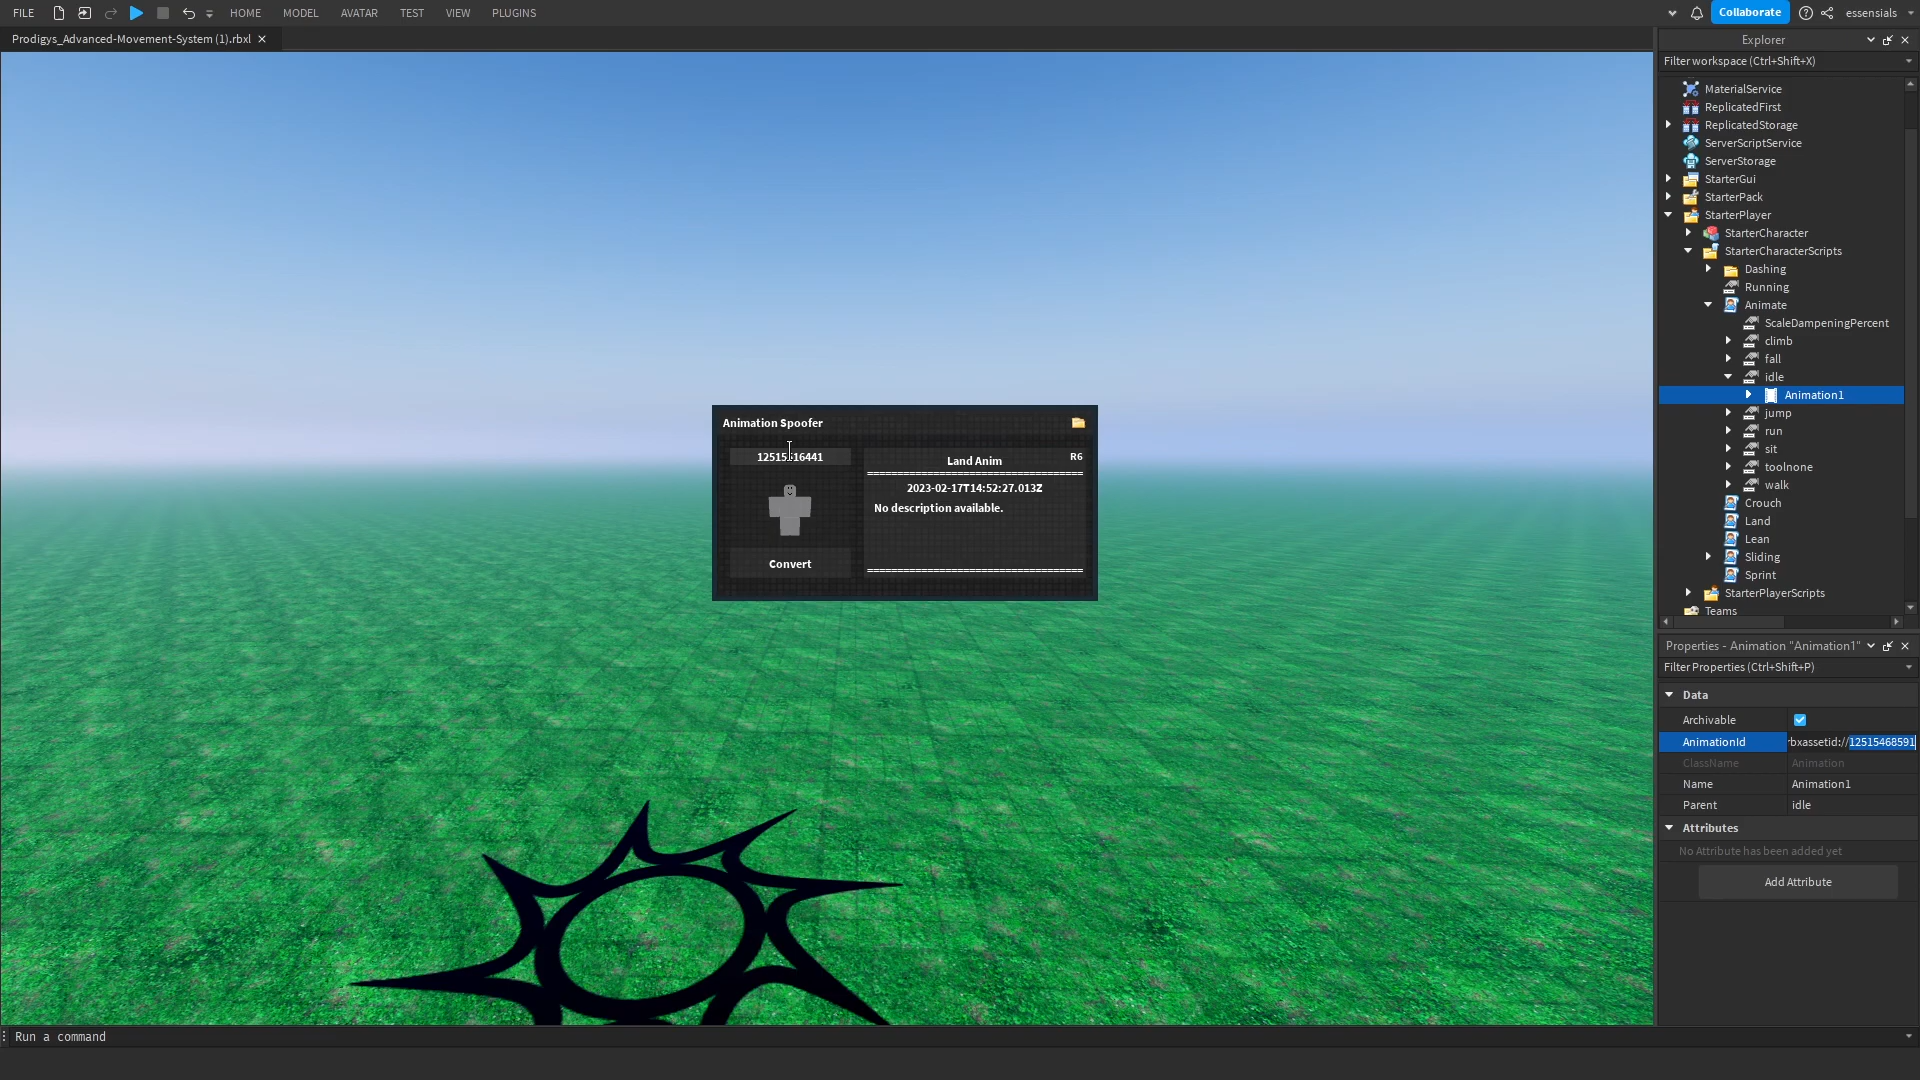 FILE
HOME
MODEL
AVATAR
TEST
VIEW
PLUGINS
Collaborate
essensials
Prodigys_Advanced-Movement-System (1).rbxl
Explorer
Filter workspace (Ctrl+Shift+X)
MaterialService
ReplicatedFirst
ReplicatedStorage
ServerScriptService
ServerStorage
StarterGui
StarterPack
StarterPlayer
StarterCharacter
StarterCharacterScripts
Dashing
Running
Animate
ScaleDampeningPercent
climb
fall
idle
Animation1
jump
run
sit
toolnone
walk
Crouch
Land
Lean
Sliding
Sprint
StarterPlayerScripts
Teams
Animation Spoofer
Land Anim
R6
===================================
2023-02-17T14:52:27.013Z
No description available.
===================================
Convert
Properties - Animation "Animation1"
Filter Properties (Ctrl+Shift+P)
Data
Archivable
AnimationId
bxassetid://12515468591
ClassName
Animation
Name
Animation1
Parent
idle
Attributes
No Attribute has been added yet
Add Attribute
Run a command